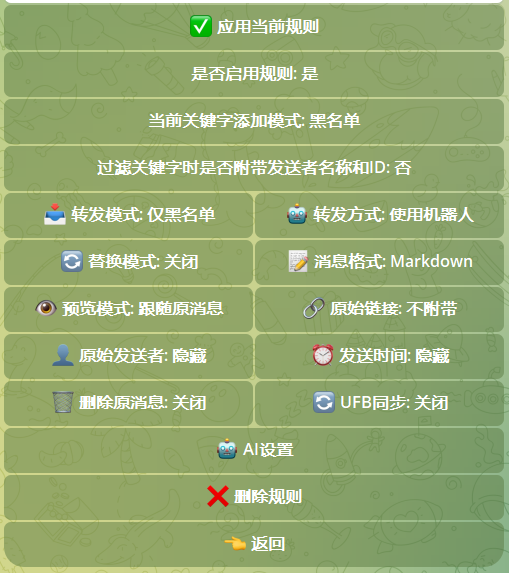 ✅ 应用当前规则
是否启用规则: 是
当前关键字添加模式: 黑名单
过滤关键字时是否附带发送者名称和ID: 否
📥 转发模式: 仅黑名单
🤖 转发方式: 使用机器人
🔄 替换模式: 关闭
📝 消息格式: Markdown
👁 预览模式: 跟随原消息
🔗 原始链接: 不附带
👤 原始发送者: 隐藏
⏰ 发送时间: 隐藏
🗑 删除原消息: 关闭
🔄 UFB同步: 关闭
🤖 AI设置
❌ 删除规则
👈 返回